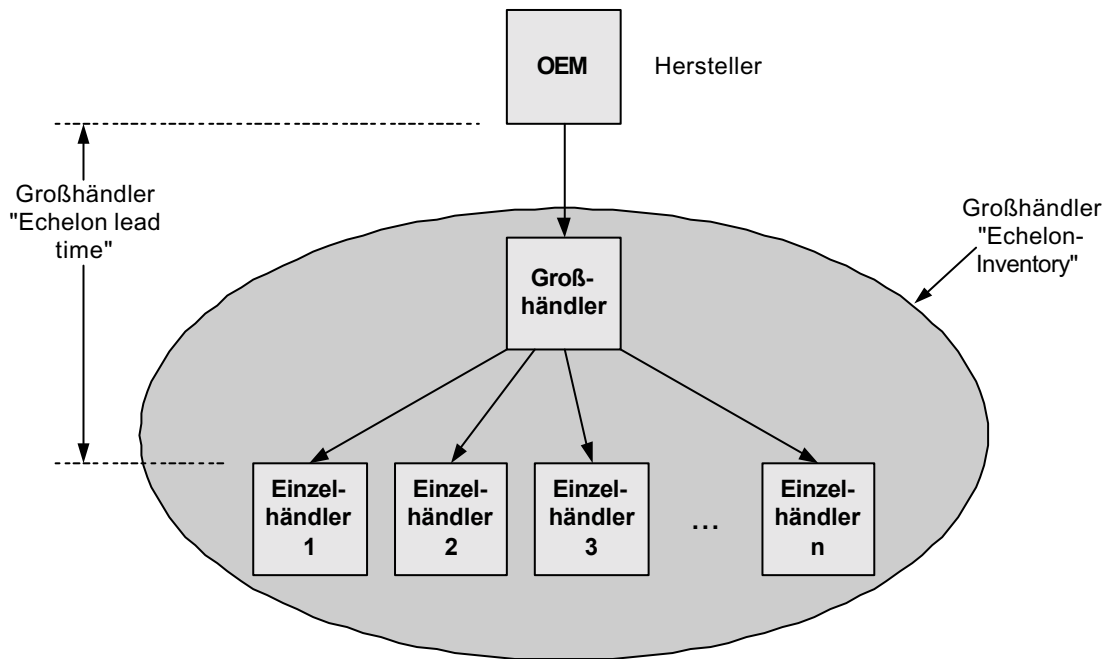 OEM
Hersteller
Großhändler
"Echelon lead
time"
Großhändler
"Echelon-
Inventory"
Groß-
händler
Einzel-
händler
1
Einzel-
händler
2
Einzel-
händler
3
...
Einzel-
händler
n